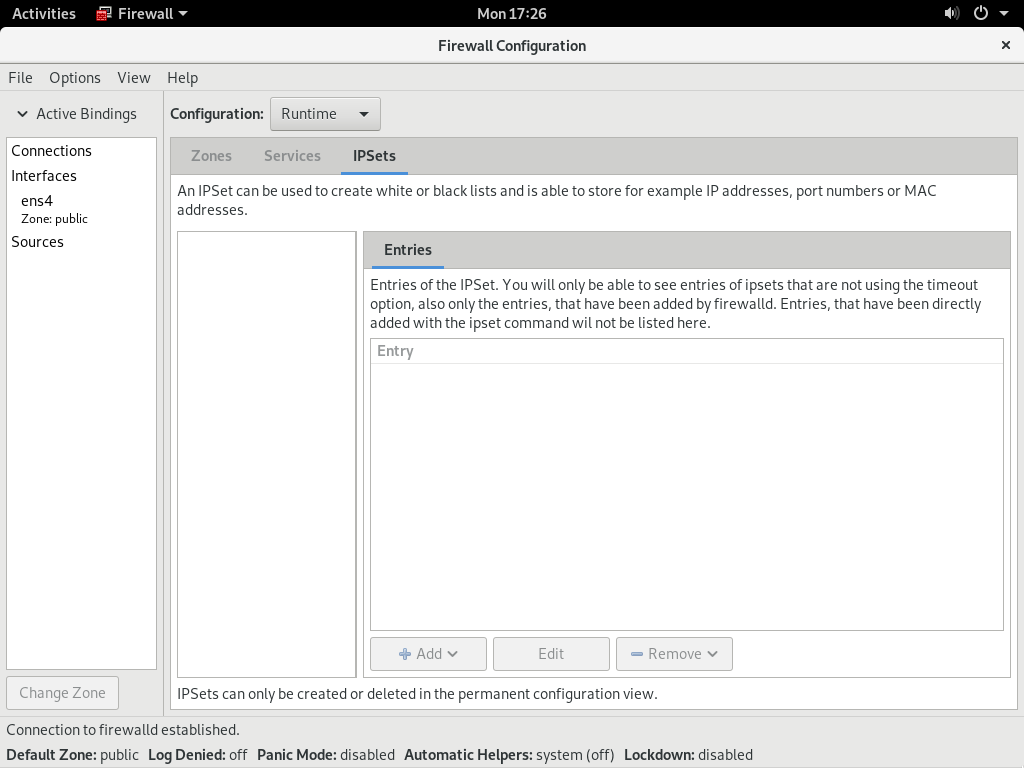 Activities Firewall Mon 17:26
Firewall Configuration
File Options View Help
Active Bindings
Configuration: Runtime
Connections
Interfaces
ens4
Zone: public
Sources
Change Zone
Zones Services IPSets
An IPSet can be used to create white or black lists and is able to store for example IP addresses, port numbers or MAC
addresses.
Entries
Entries of the IPSet. You will only be able to see entries of ipsets that are not using the timeout
option, also only the entries, that have been added by firewalld. Entries, that have been directly
added with the ipset command wil not be listed here.
Entry
Add Edit Remove
IPSets can only be created or deleted in the permanent configuration view.
Connection to firewalld established.
Default Zone: public Log Denied: off Panic Mode: disabled Automatic Helpers: system (off) Lockdown: disabled